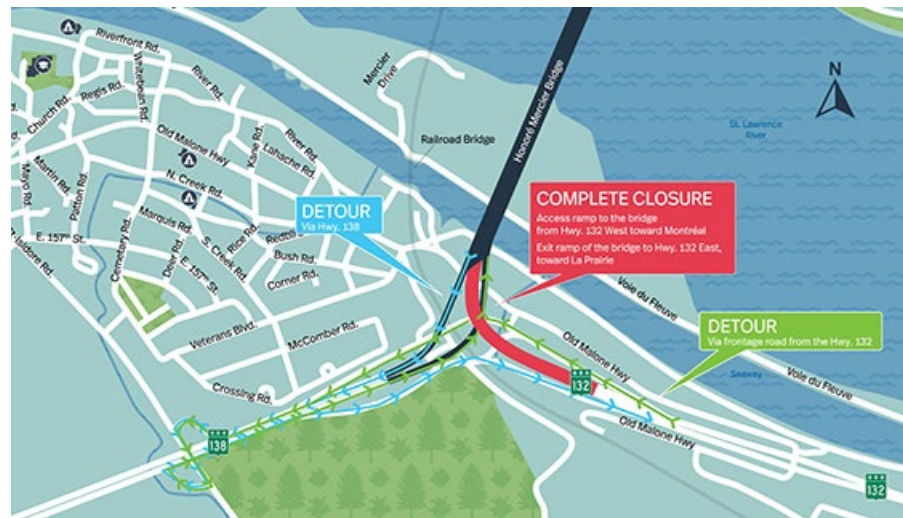 Riverfront Rd.
Whitebean Rd.
River Rd.
Mercier
Drive
Church Rd.
Regis Rd.
Old Malone Hwy
Kane Rd.
Lahache Rd.
River Rd.
Railroad Bridge
Honoré Mercier Bridge
N
St. Lawrence
River
Mayo Rd.
Martin Rd.
Patton Rd.
N. Creek Rd.
Marquis Rd.
S. Creek Rd.
Rice Rd.
Bush Rd.
Corner Rd.
E. 157th St.
Cemetary Rd.
Deer Rd.
E. 157th St.
Isidore Rd.
Veterans Blvd.
McComber Rd.
Crossing Rd.
DETOUR
Via Hwy. 138
COMPLETE CLOSURE
Access ramp to the bridge
from Hwy. 132 West toward Montréal
Exit ramp of the bridge to Hwy. 132 East,
toward La Prairie
Voie du Fleuve
DETOUR
Via frontage road from the Hwy. 132
Old Malone Hwy
Seaway
Voie du Fleuve
132
Old Malone Hwy
138
132